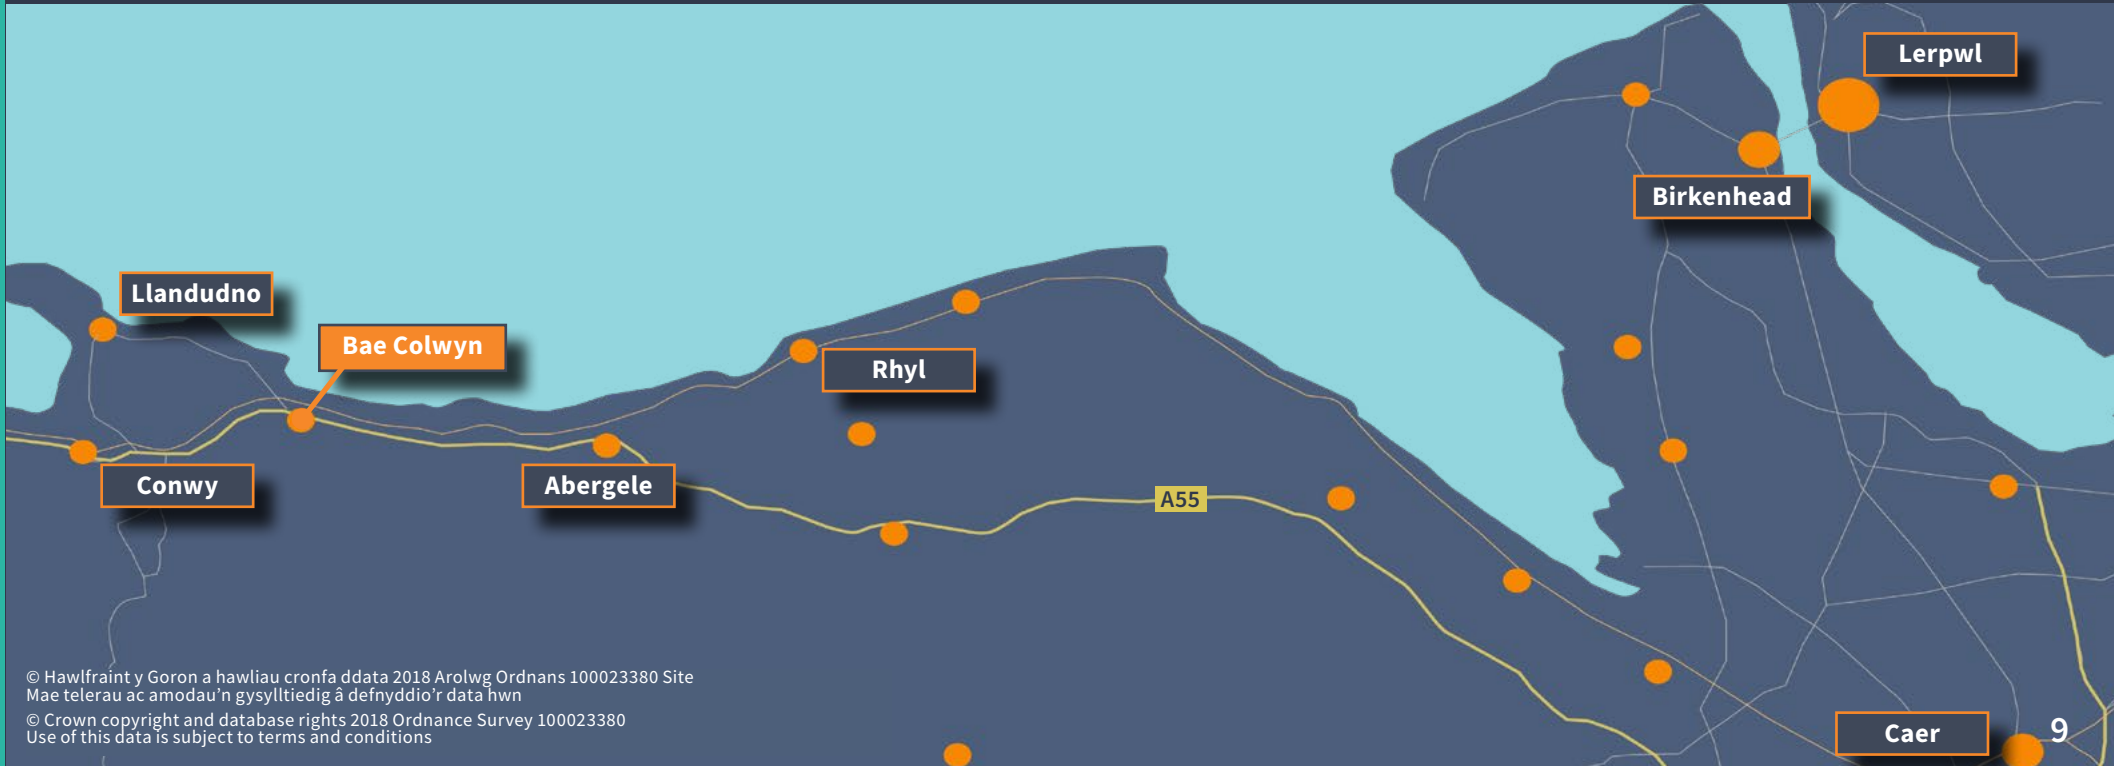 Lerpwl
Birkenhead
Llandudno
Bae Colwyn
Rhyl
Conwy
Abergele
A55
Caer
© Hawlfraint y Goron a hawliau cronfa ddata 2018 Arolwg Ordnans 100023380 Site
Mae telerau ac amodau’n gysylltiedig â defnyddio’r data hwn
© Crown copyright and database rights 2018 Ordnance Survey 100023380
Use of this data is subject to terms and conditions
9